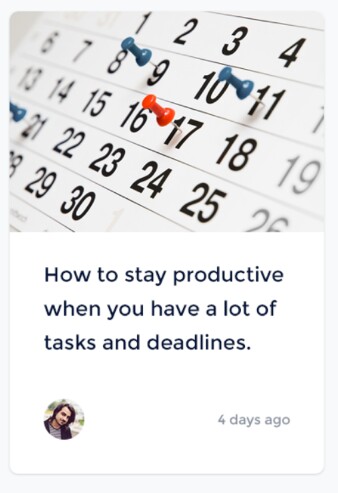 1 2 3 4
6 7 8 9 10 11
13 14 15 16 17 18 19
21 22 23 24 25 26
29 30
How to stay productive
when you have a lot of
tasks and deadlines.
4 days ago